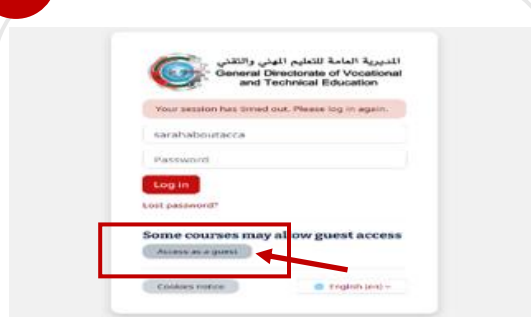 المديرية العامة للتعليم المهني والتقني
General Directorate of Vocational
and Technical Education
Your session has timed out. Please log in again.
sarahaboutacca
Password
Log in
Lost password?
Some courses may allow guest access
Access as a guest
Cookies notice
English (en)